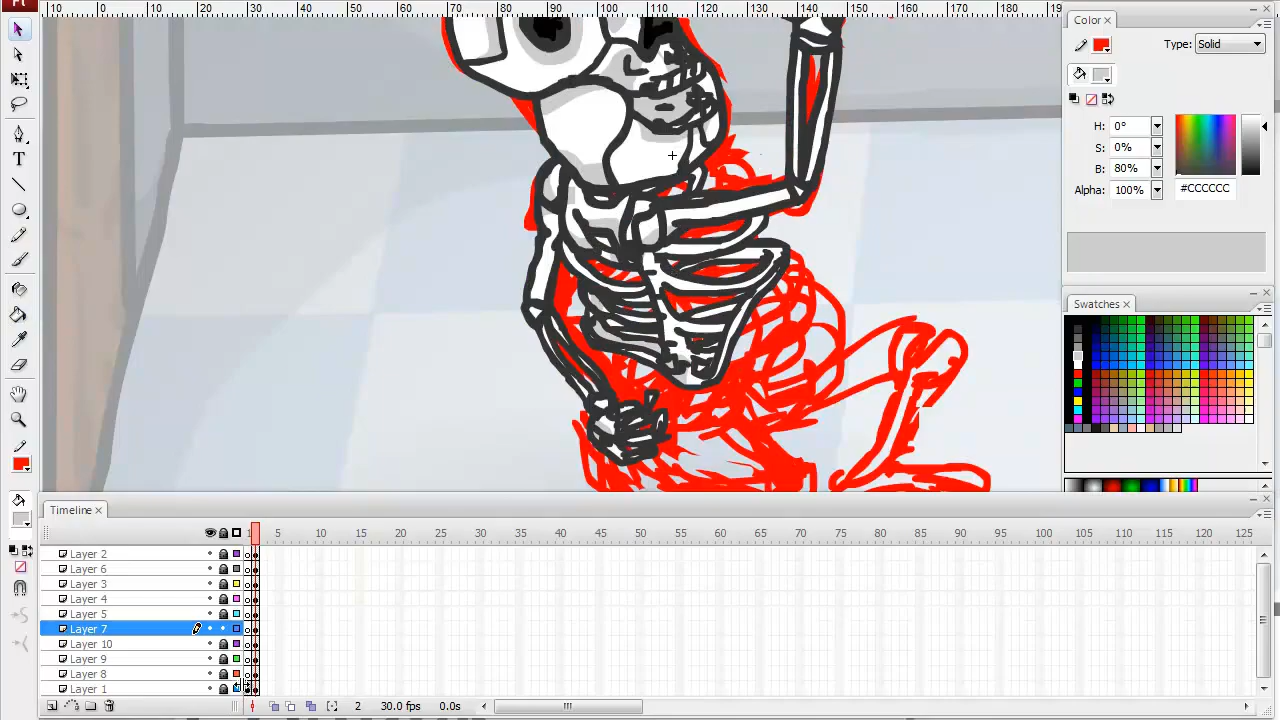 Fl
10 0 10 20 30 40 50 60 70 80 90 100 110 120 130 140 150 160 170 180 19
Color ×
Type: Solid
H: 0°
S: 0%
B: 80%
Alpha: 100%
#CCCCCC
Swatches ×
Timeline ×
1 5 10 15 20 25 30 35 40 45 50 55 60 65 70 75 80 85 90 95 100 105 110 115 120 125
Layer 2
Layer 6
Layer 3
Layer 4
Layer 5
Layer 7
Layer 10
Layer 9
Layer 8
Layer 1
2 30.0 fps 0.0s